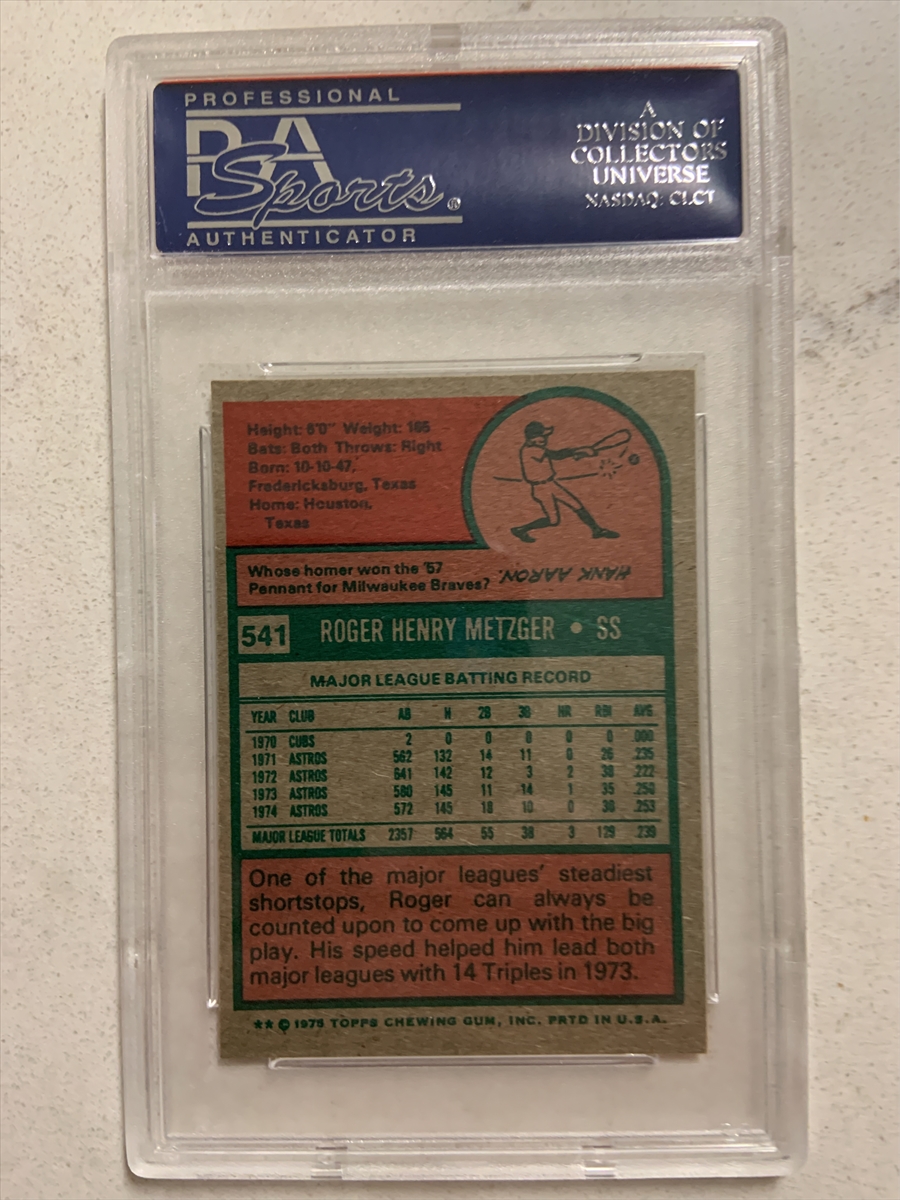 PROFESSIONAL
PSA
Sports
AUTHENTICATOR
A
DIVISION OF
COLLECTORS
UNIVERSE
NASDAQ: CLCT
Height: 6'0" Weight: 165
Bats: Both Throws: Right
Born: 10-10-47,
Fredericksburg, Texas
Home: Houston,
Texas
Whose homer won the '57
Pennant for Milwaukee Braves?
HANK AARON.
541 ROGER HENRY METZGER • SS
MAJOR LEAGUE BATTING RECORD
YEAR CLUB AB H 2B 3B HR RBI AVG
1970 CUBS 2 0 0 0 0 0 .000
1971 ASTROS 562 132 14 11 0 26 .235
1972 ASTROS 641 142 12 3 2 38 .222
1973 ASTROS 580 145 11 14 1 35 .250
1974 ASTROS 572 145 18 10 0 30 .253
MAJOR LEAGUE TOTALS 2357 564 55 38 3 129 .239
One of the major leagues' steadiest
shortstops, Roger can always be
counted upon to come up with the big
play. His speed helped him lead both
major leagues with 14 Triples in 1973.
** © 1975 TOPPS CHEWING GUM, INC. PRTD IN U.S.A.